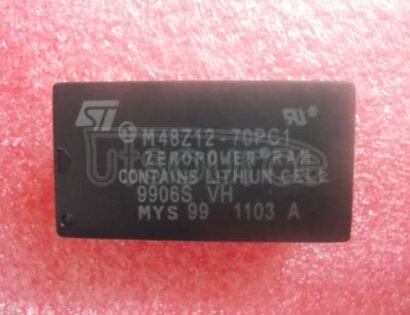 ST
M48Z12-70PC1
ZEROPOWER®RAM
CONTAINS LITHIUM CELL
9906S VH
MYS 99 1103 A